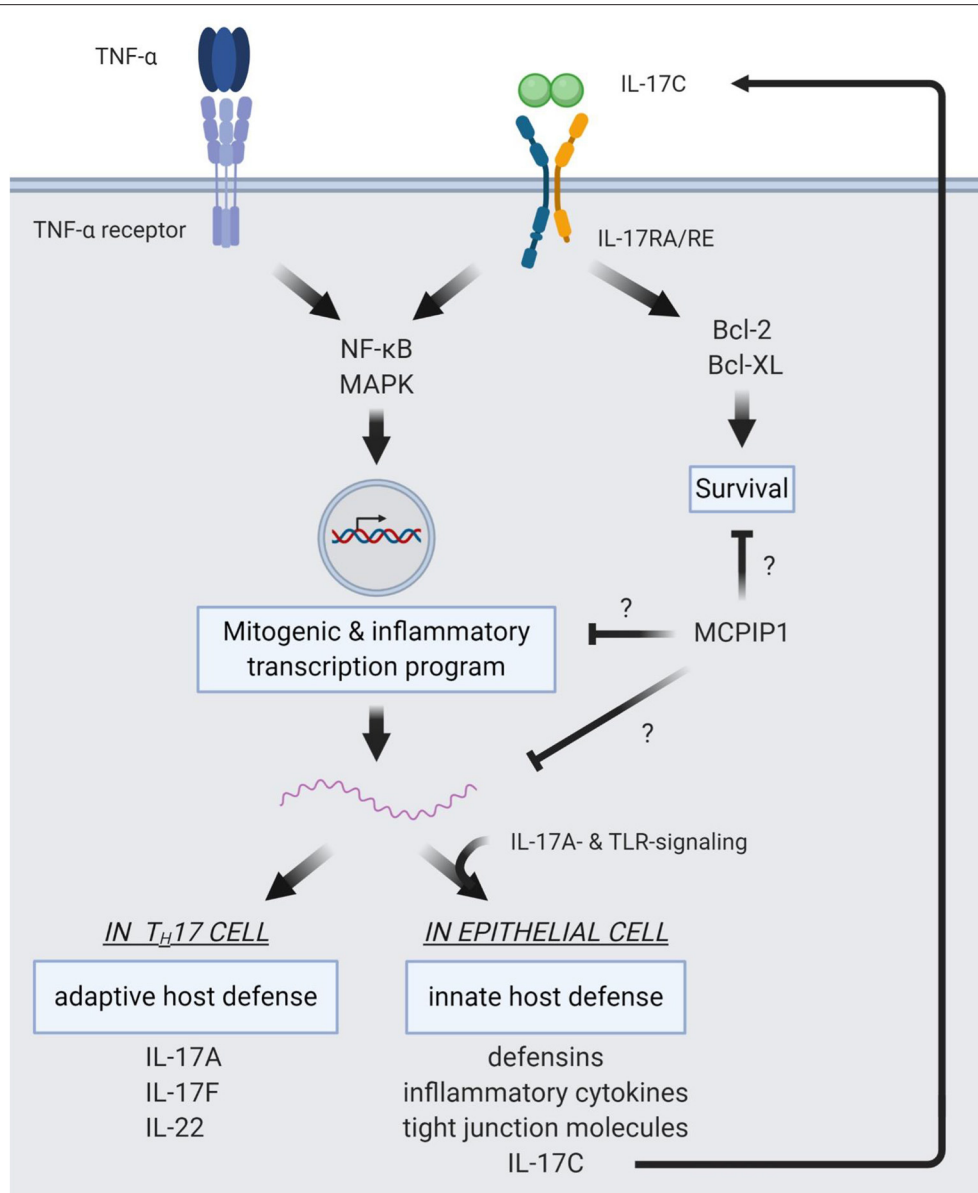 TNF-α
IL-17C
TNF-α receptor
IL-17RA/RE
NF-κB
MAPK
Bcl-2
Bcl-XL
Survival
?
?
MCPIP1
Mitogenic & inflammatory
transcription program
?
IL-17A- & TLR-signaling
IN TH17 CELL
IN EPITHELIAL CELL
adaptive host defense
innate host defense
IL-17A
IL-17F
IL-22
defensins
infllammatory cytokines
tight junction molecules
IL-17C